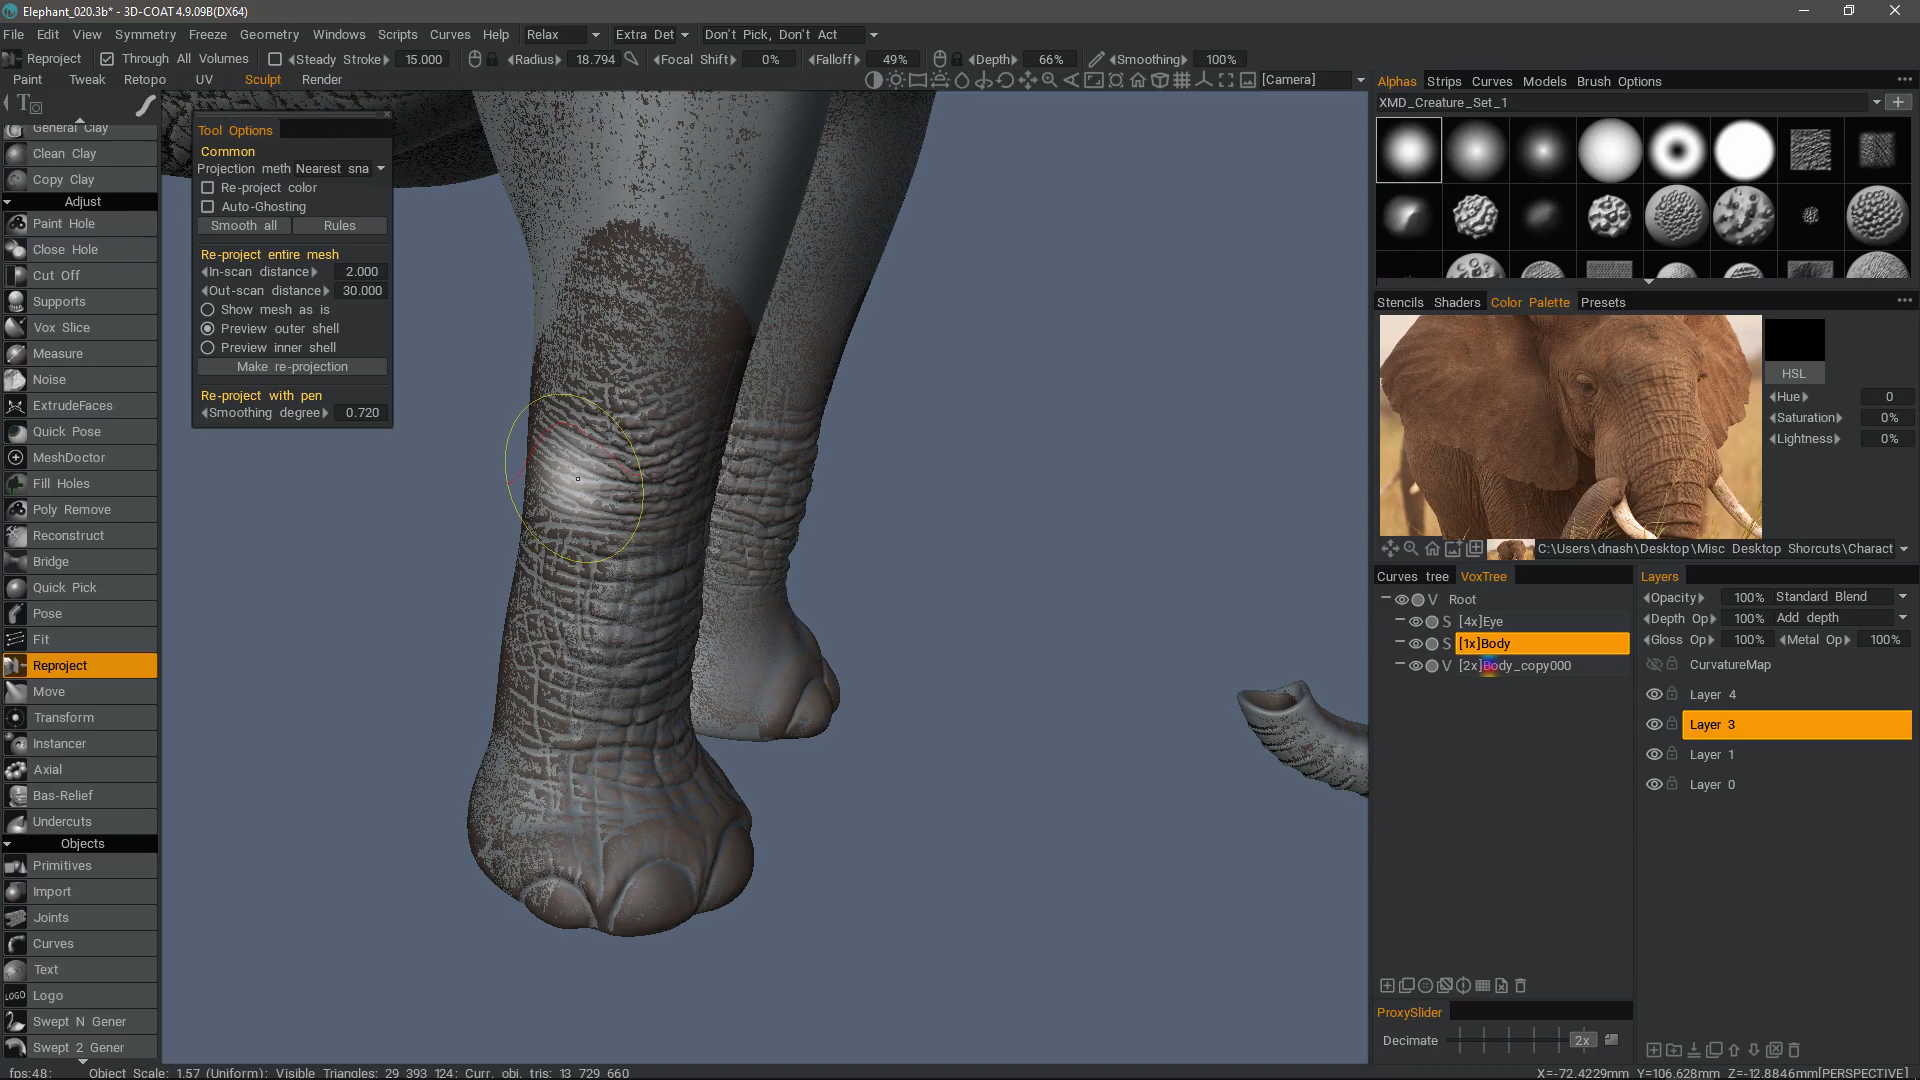 Elephant_020.3b* - 3D-COAT 4.9.09B(DX64)
File Edit View Symmetry Freeze Geometry Windows Scripts Curves Help Relax Extra Det Don't Pick, Don't Act
Reproject Through All Volumes Steady Stroke 15.000 Radius 18.794 Focal Shift 0% Falloff 49% Depth 66% Smoothing 100%
Paint Tweak Retopo UV Sculpt Render [Camera]
General Clay
Clean Clay
Copy Clay
Adjust
Paint Hole
Close Hole
Cut Off
Supports
Vox Slice
Measure
Noise
ExtrudeFaces
Quick Pose
MeshDoctor
Fill Holes
Poly Remove
Reconstruct
Bridge
Quick Pick
Pose
Fit
Reproject
Move
Transform
Instancer
Axial
Bas-Relief
Undercuts
Objects
Primitives
Import
Joints
Curves
Text
LOGO Logo
Swept N Gener
Swept 2 Gener
Tool Options
Common
Projection meth Nearest sna
Re-project color
Auto-Ghosting
Smooth all Rules
Re-project entire mesh
In-scan distance 2.000
Out-scan distance 30.000
Show mesh as is
Preview outer shell
Preview inner shell
Make re-projection
Re-project with pen
Smoothing degree 0.720
Alphas Strips Curves Models Brush Options
XMD_Creature_Set_1
Stencils Shaders Color Palette Presets
HSL
Hue 0
Saturation 0%
Lightness 0%
C:\Users\dnash\Desktop\Misc Desktop Shorcuts\Charact
Curves tree VoxTree
V Root
S [4x]Eye
S [1x]Body
V [2x]Body_copy000
Layers
Opacity 100% Standard Blend
Depth Op 100% Add depth
Gloss Op 100% Metal Op 100%
CurvatureMap
Layer 4
Layer 3
Layer 1
Layer 0
ProxySlider
Decimate 2x
fps:48; Object Scale: 1.57 (Uniform); Visible Triangles: 29 393 124; Curr. obj. tris: 13 729 660 X=-72.4229mm Y=106.628mm Z=-12.8846mm[PERSPECTIVE]